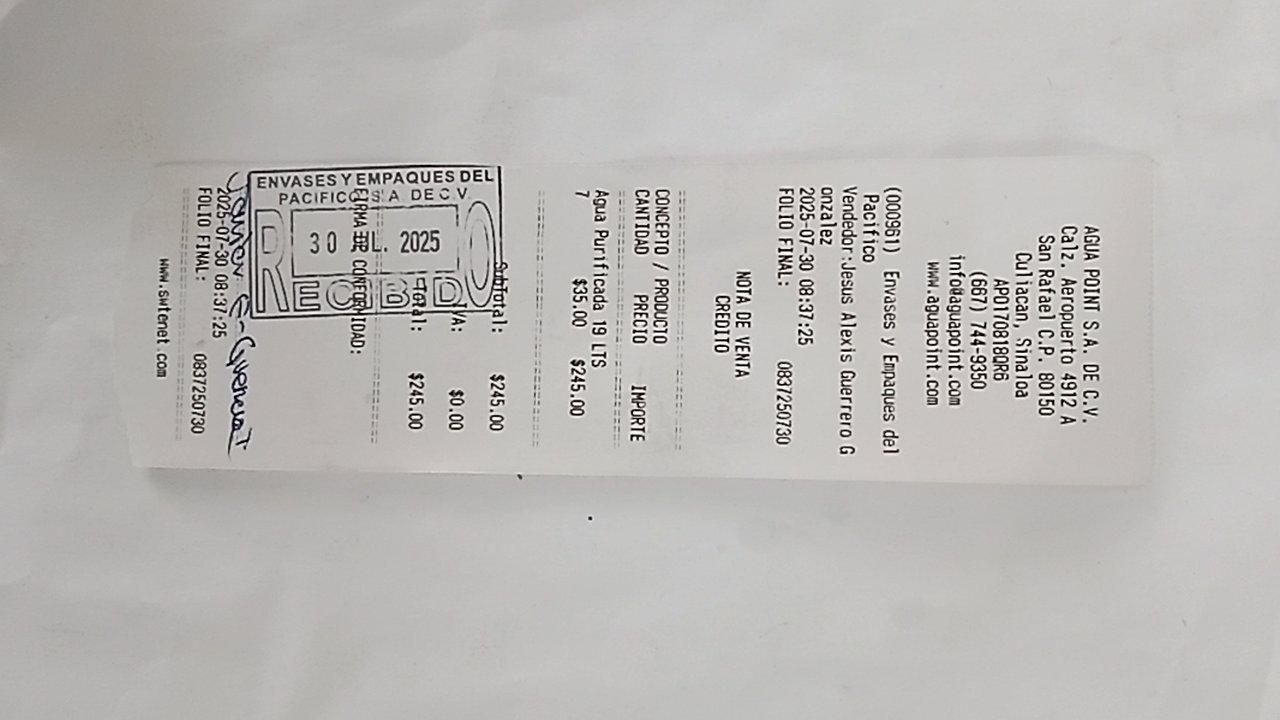 AGUA POINT S.A. DE C.V.
Calz. Aeropuerto 4912 A
San Rafael C.P. 80150
Culiacan, Sinaloa
APO170818QR6
(667) 744-9350
info@aguapoint.com
www.aguapoint.com
(000961) Envases y Empaques del
Pacifico
Vendedor:Jesus Alexis Guerrero G
onzalez
2025-07-30 08:37:25
FOLIO FINAL: 0837250730
NOTA DE VENTA
CREDITO
CONCEPTO / PRODUCTO
CANTIDAD PRECIO IMPORTE
Agua Purificada 19 LTS
7 $35.00 $245.00
SubTotal: $245.00
IVA: $0.00
Total: $245.00
FIRMA DE CONFORMIDAD:
ENVASES Y EMPAQUES DEL
PACIFICO S A DE C V
30 JUL. 2025
RECIBIDO
2025-07-30 08:37:25
FOLIO FINAL: 0837250730
www.swtenet.com